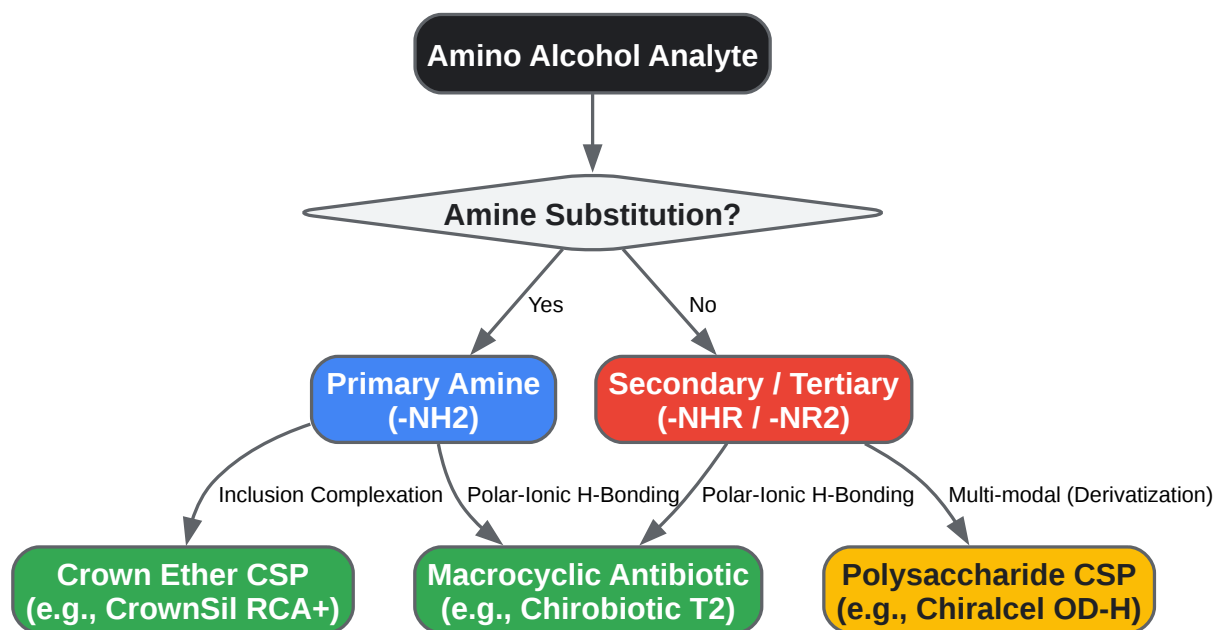 Amino Alcohol Analyte
Amine Substitution?
Yes
No
Primary Amine
(-NH2)
Secondary / Tertiary
(-NHR / -NR2)
Inclusion Complexation
Polar-Ionic H-Bonding
Polar-Ionic H-Bonding
Multi-modal (Derivatization)
Crown Ether CSP
(e.g., CrownSil RCA+)
Macrocyclic Antibiotic
(e.g., Chirobiotic T2)
Polysaccharide CSP
(e.g., Chiralcel OD-H)